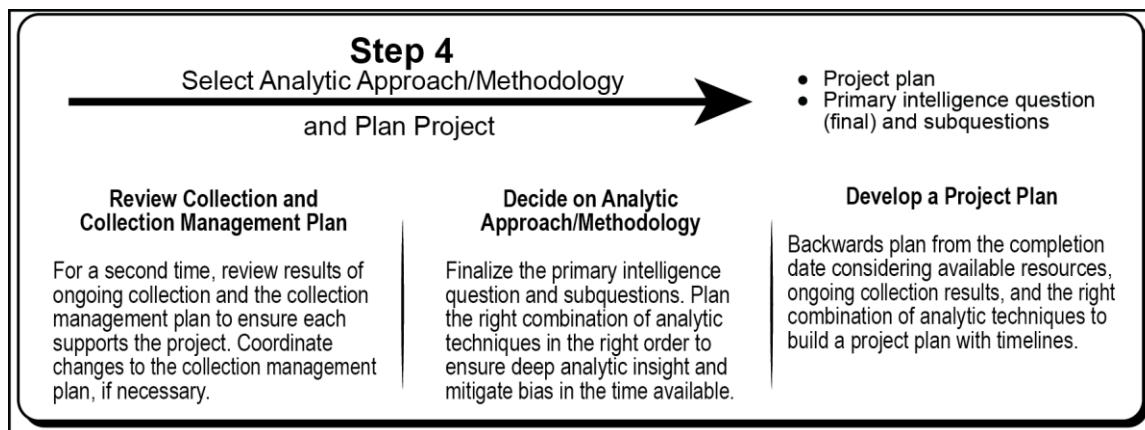 Step 4
Select Analytic Approach/Methodology
and Plan Project
● Project plan
● Primary intelligence question
(final) and subquestions
Review Collection and
Collection Management Plan
For a second time, review results of
ongoing collection and the collection
management plan to ensure each
supports the project. Coordinate
changes to the collection management
plan, if necessary.
Decide on Analytic
Approach/Methodology
Finalize the primary intelligence
question and subquestions. Plan
the right combination of analytic
techniques in the right order to
ensure deep analytic insight and
mitigate bias in the time available.
Develop a Project Plan
Backwards plan from the completion
date considering available resources,
ongoing collection results, and the right
combination of analytic techniques to
build a project plan with timelines.